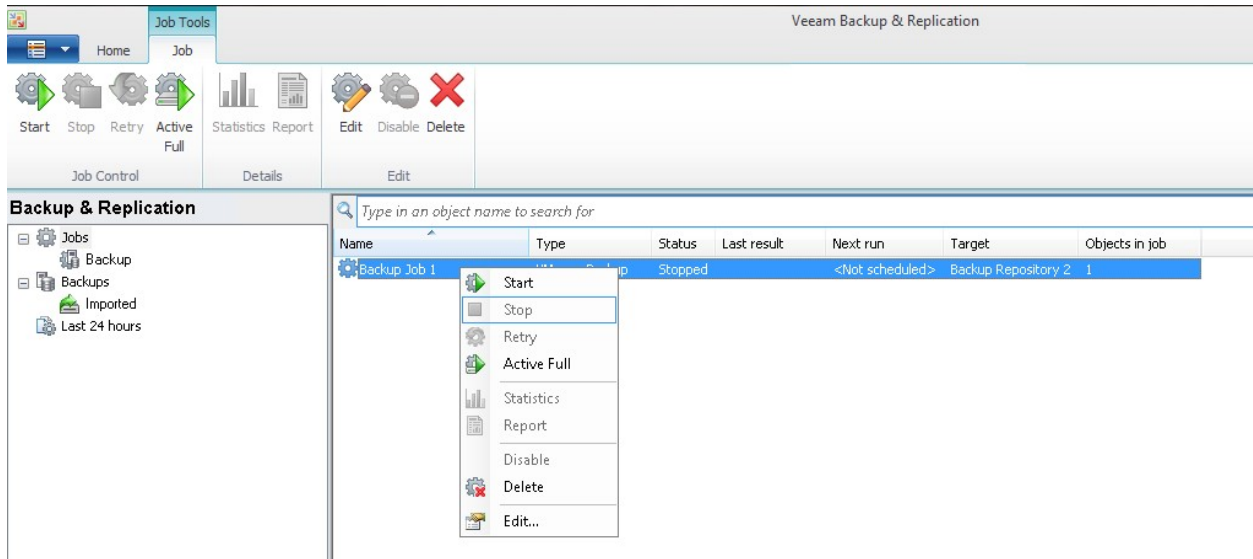 Job Tools
Veeam Backup & Replication
Home Job
Start Stop Retry Active Full
Statistics Report
Edit Disable Delete
Job Control Details Edit
Backup & Replication
Type in an object name to search for
Jobs
Backup
Backups
Imported
Last 24 hours
Name Type Status Last result Next run Target Objects in job
Backup Job 1 Stopped <Not scheduled> Backup Repository 2 1
Start
Stop
Retry
Active Full
Statistics
Report
Disable
Delete
Edit...